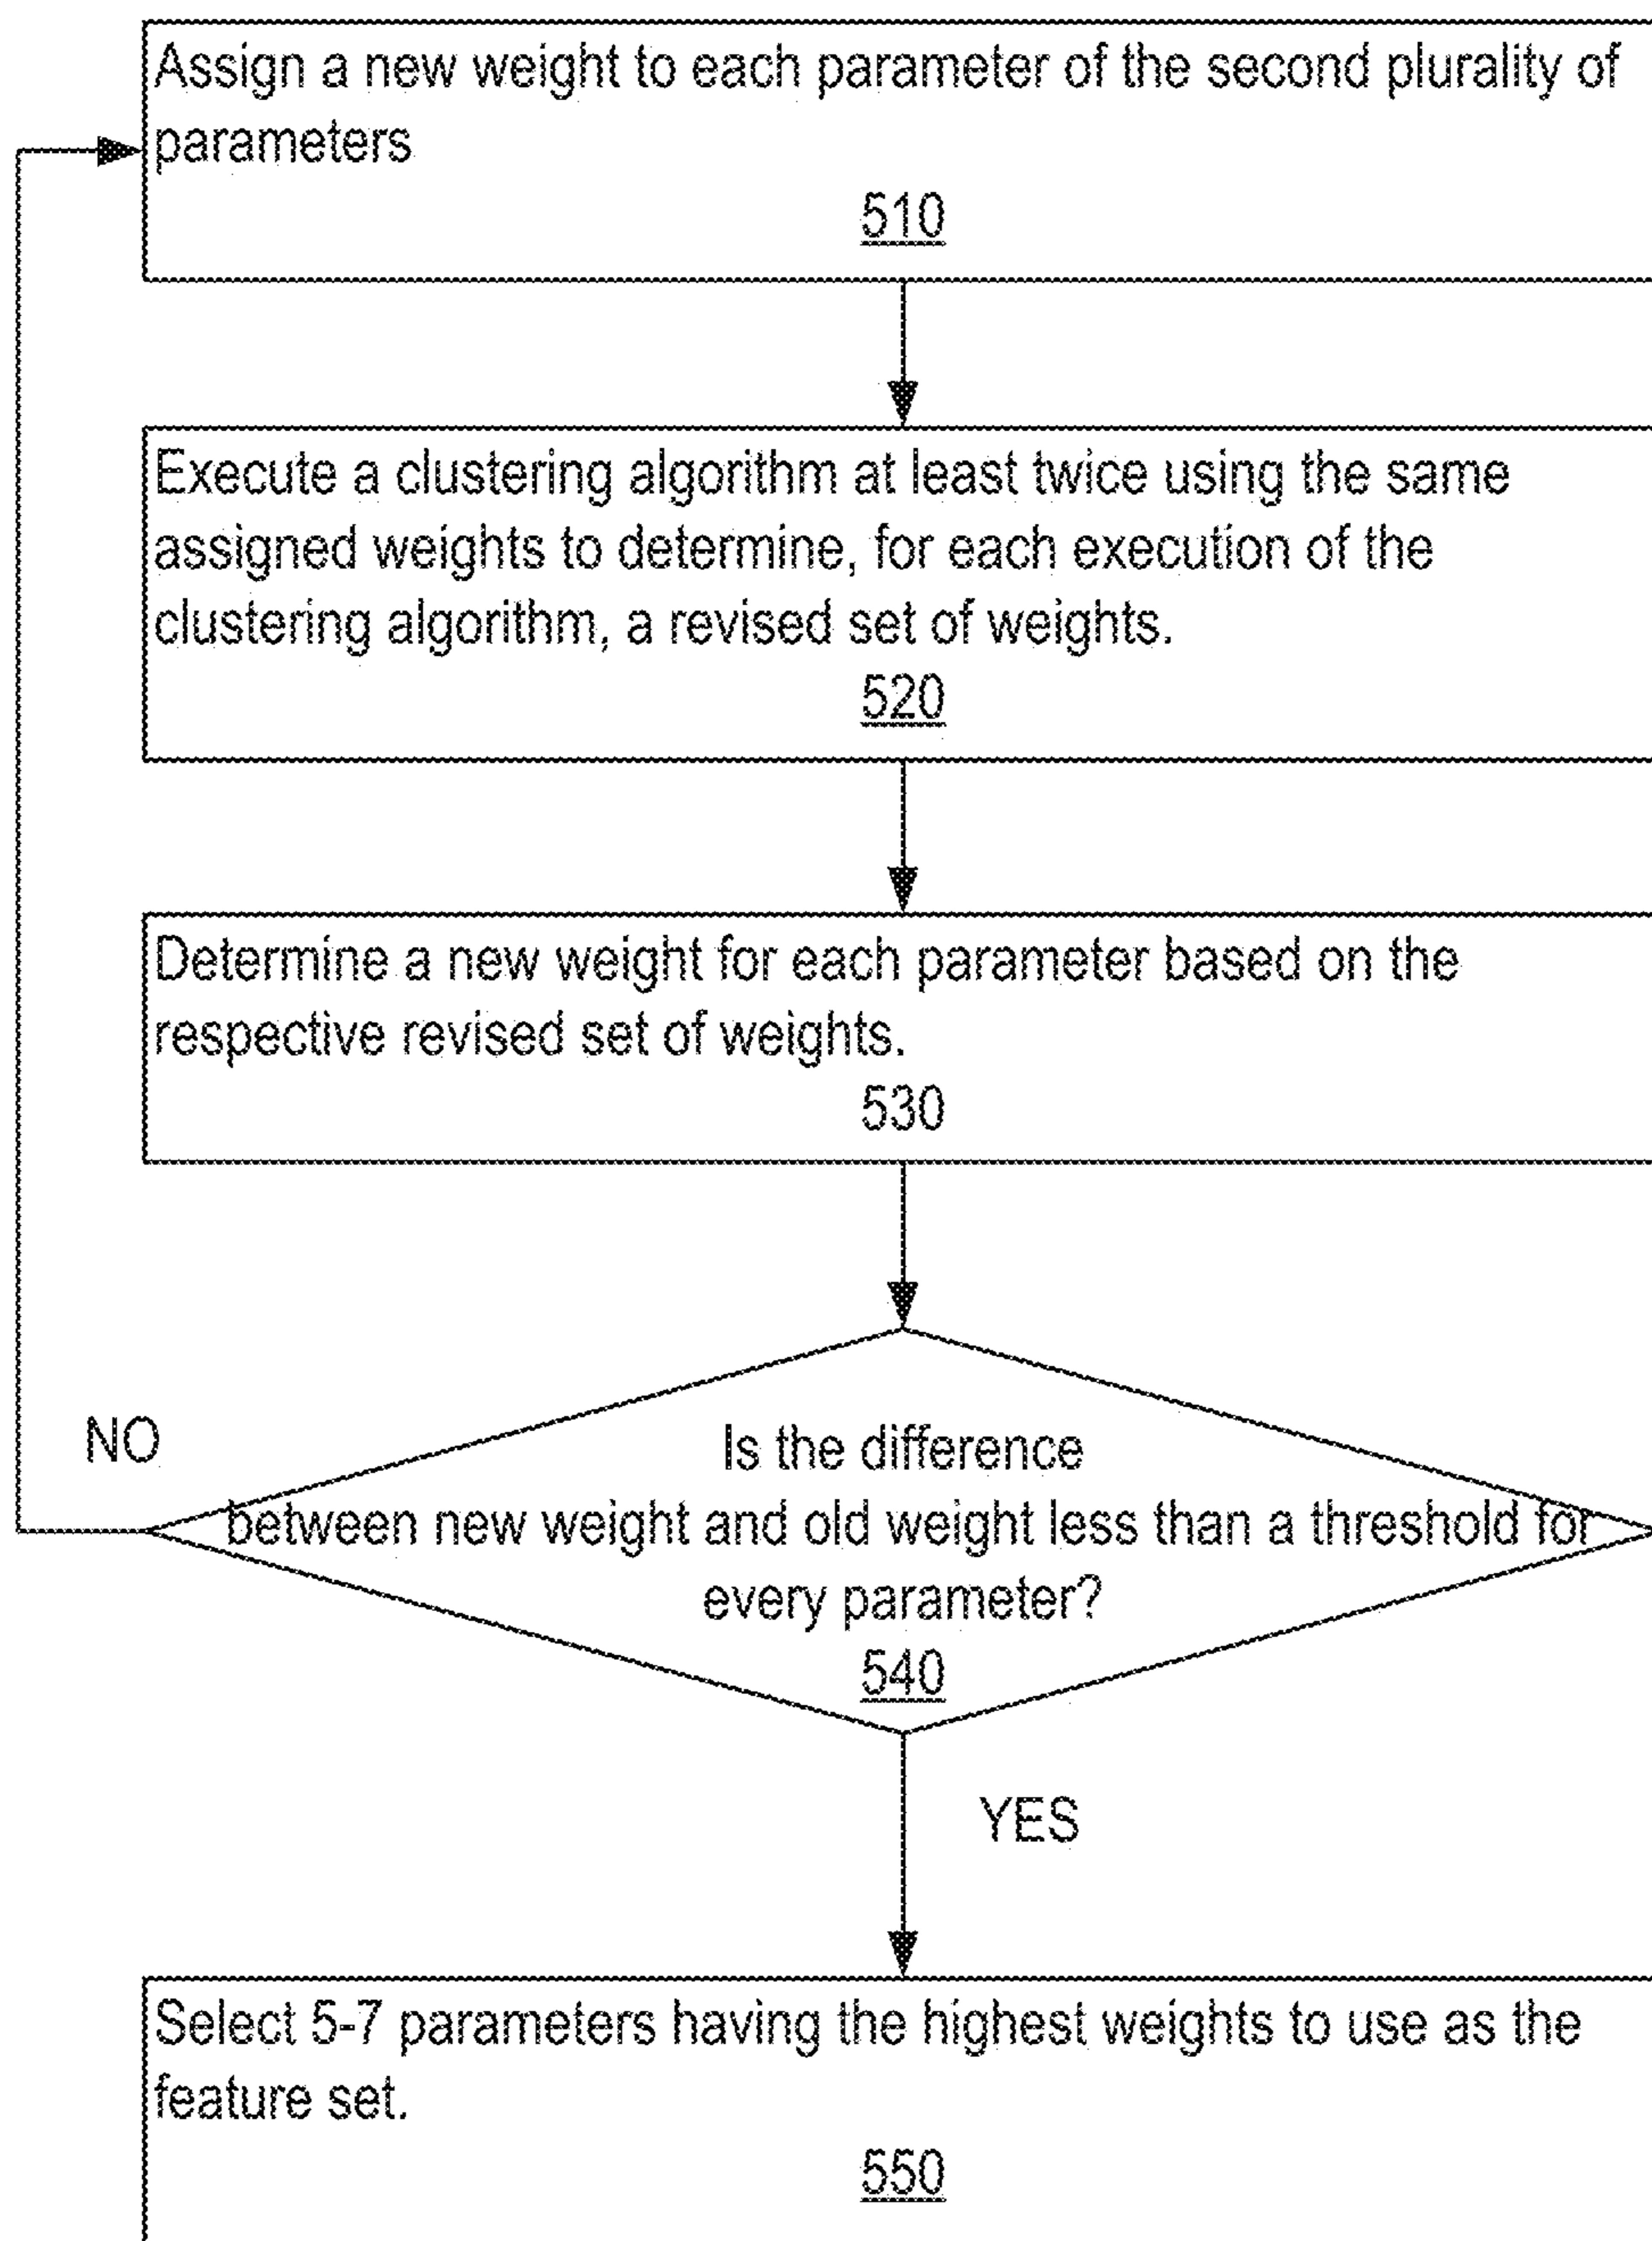 Assign a new weight to each parameter of the second plurality of
parameters
510
Execute a clustering algorithm at least twice using the same
assigned weights to determine, for each execution of the
clustering algorithm, a revised set of weights.
520
Determine a new weight for each parameter based on the
respective revised set of weights.
530
Is the difference
between new weight and old weight less than a threshold for
every parameter?
540
NO
YES
Select 5-7 parameters having the highest weights to use as the
feature set.
550